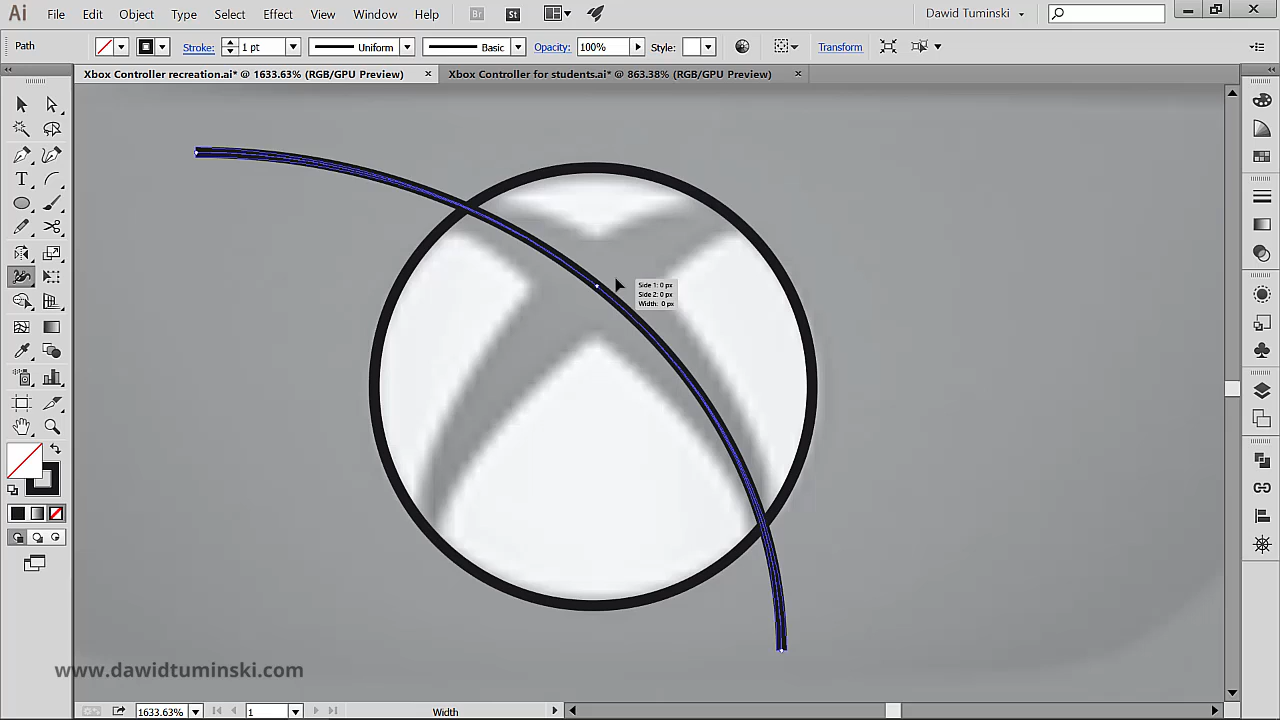 Ai File Edit Object Type Select Effect View Window Help Br St Dawid Tuminski
Path Stroke: 1 pt Uniform Basic Opacity: 100% Style: Transform
Xbox Controller recreation.ai* @ 1633.63% (RGB/GPU Preview) × Xbox Controller for students.ai* @ 863.38% (RGB/GPU Preview) ×
T
Side 1: 0 px
Side 2: 0 px
Width: 0 px
www.dawidtuminski.com
1633.63% 1 Width